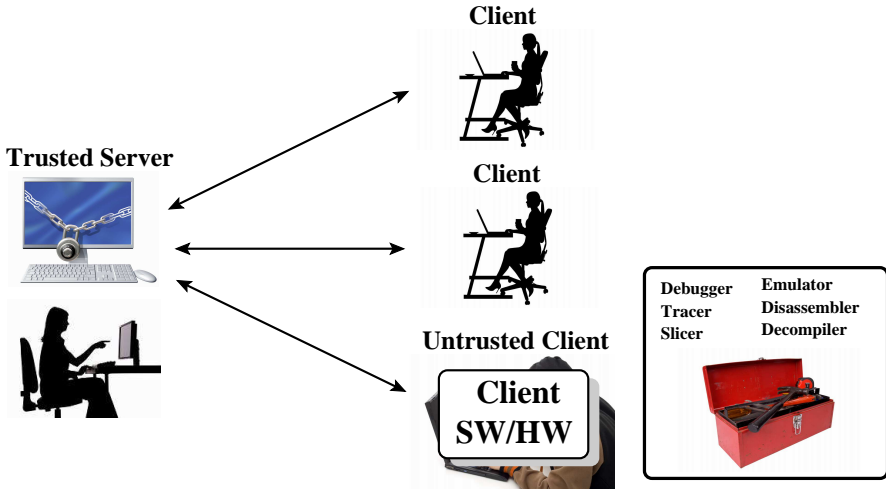 Client
Trusted Server
Client
Untrusted Client
Client
SW/HW
Debugger
Tracer
Slicer
Emulator
Disassembler
Decompiler